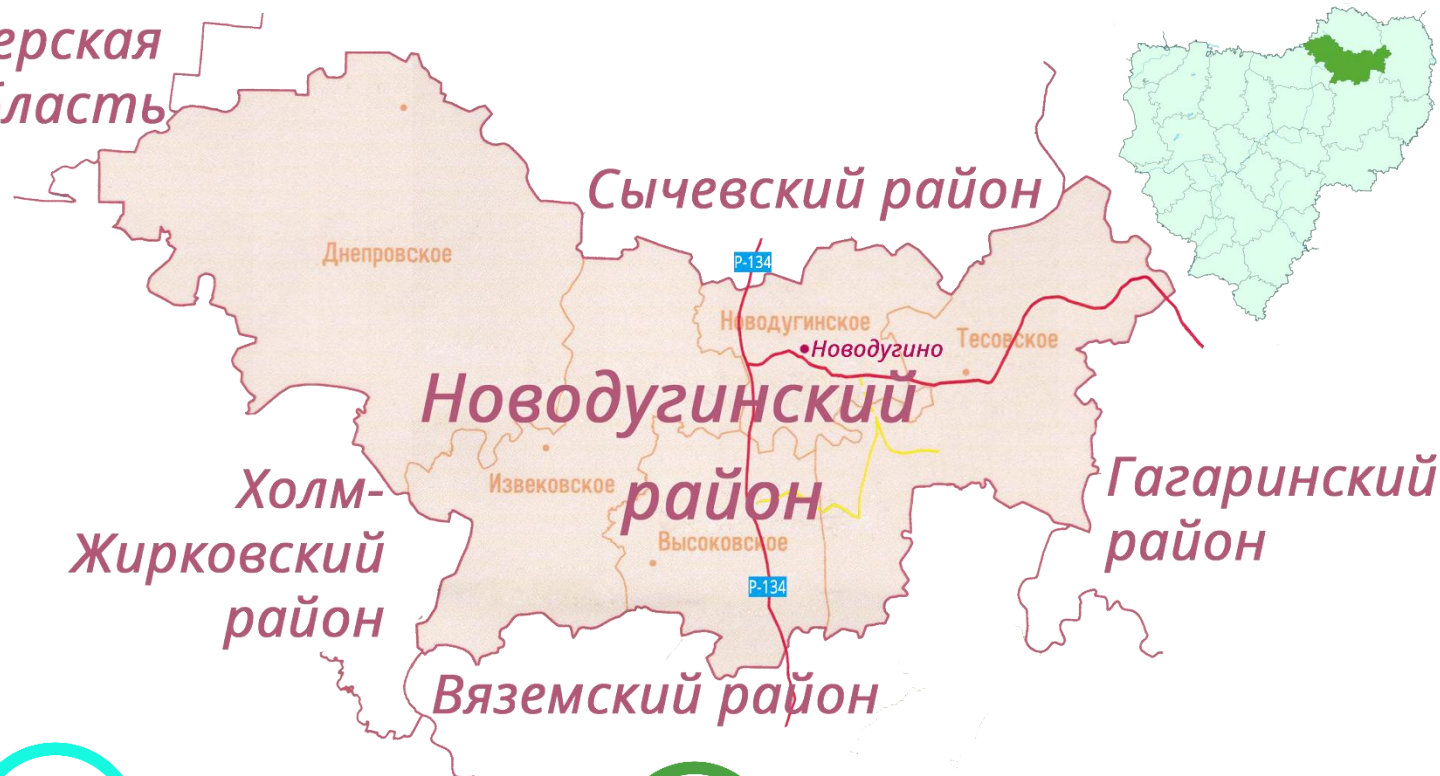 ерская
бласть
Сычевский район
Р-134
Днепровское
Новодугинское
Тесовское
Новодугино
Новодугинский
район
Холм-
Жирковский
район
Извековское
Высоковское
Р-134
Гагаринский
район
Вяземский район